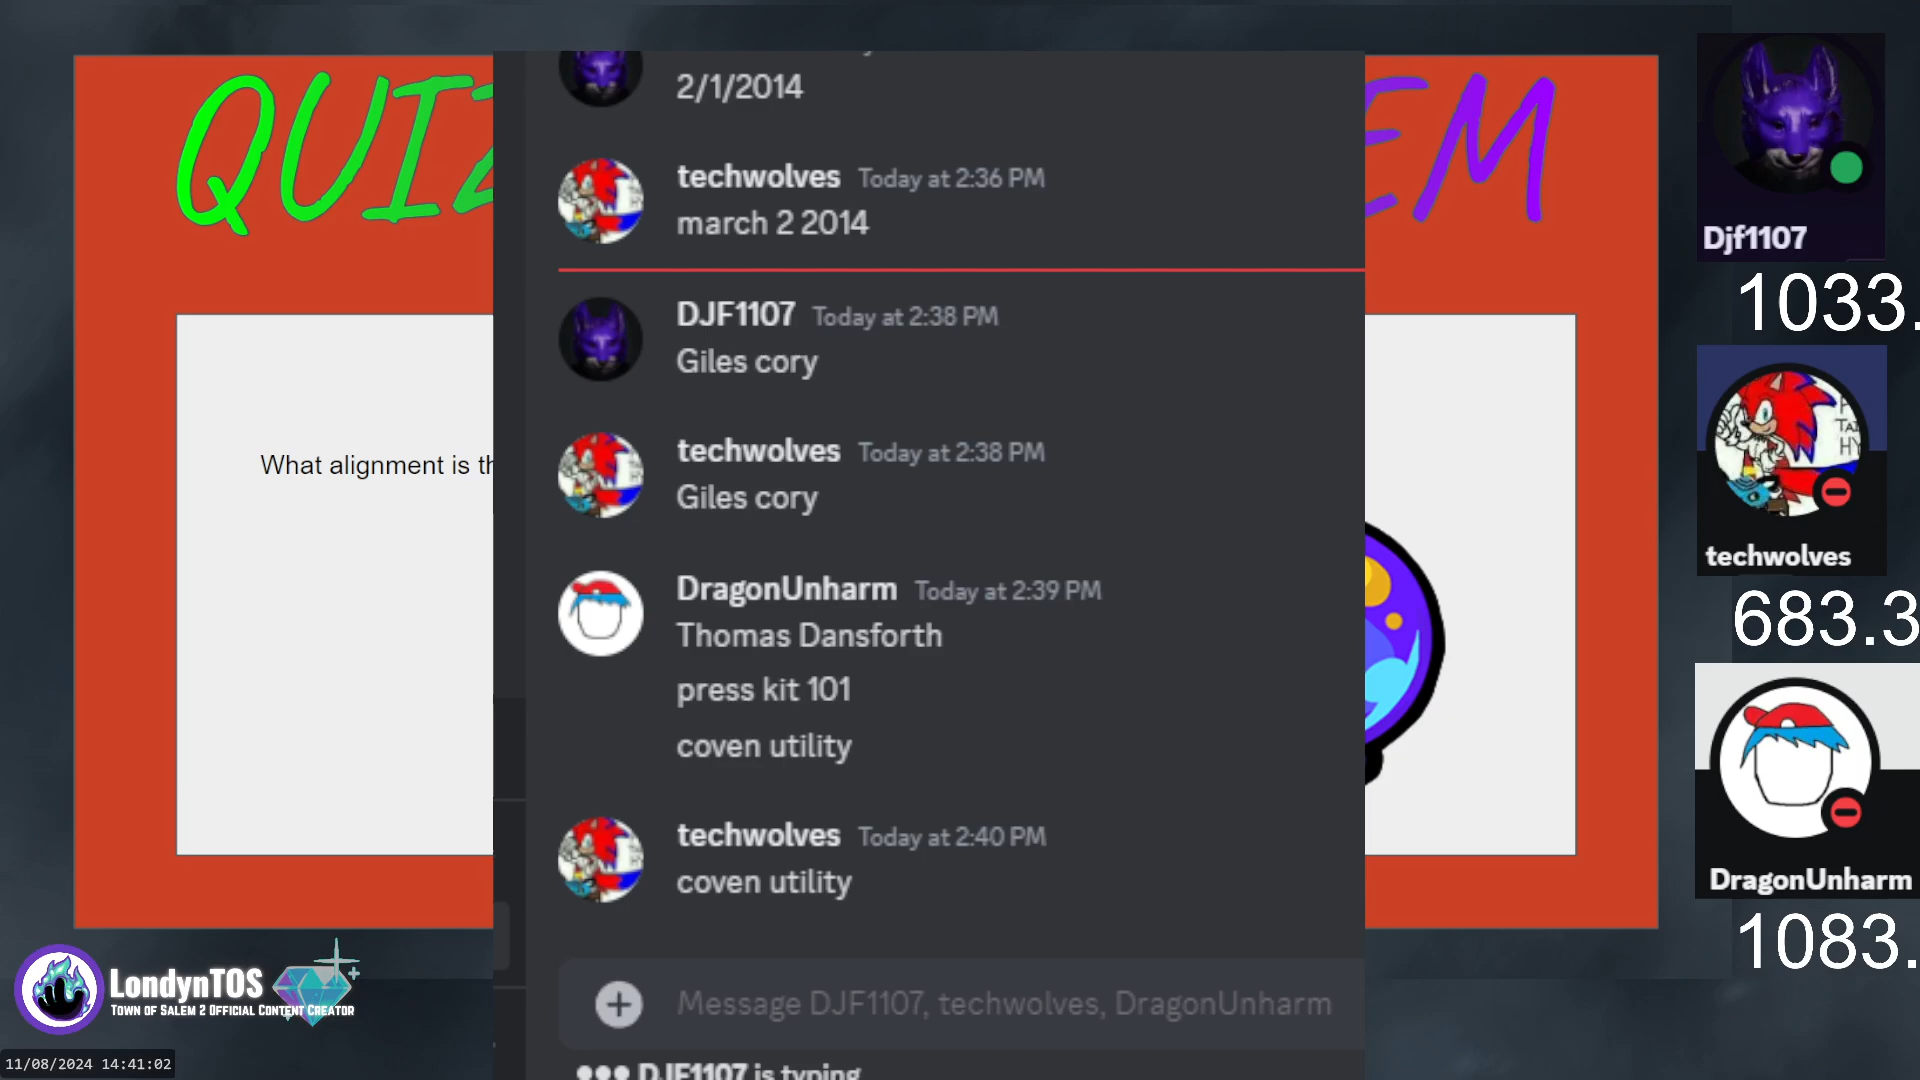 QUIZ
EM
2/1/2014
techwolves Today at 2:36 PM
march 2 2014
DJF1107 Today at 2:38 PM
Giles cory
techwolves Today at 2:38 PM
Giles cory
DragonUnharm Today at 2:39 PM
Thomas Dansforth
press kit 101
coven utility
techwolves Today at 2:40 PM
coven utility
Message DJF1107, techwolves, DragonUnharm
DJF1107 is typing
What alignment is th
Djf1107
1033.
techwolves
683.3
DragonUnharm
1083.
LondynTOS
Town of Salem 2 Official Content Creator
11/08/2024 14:41:02